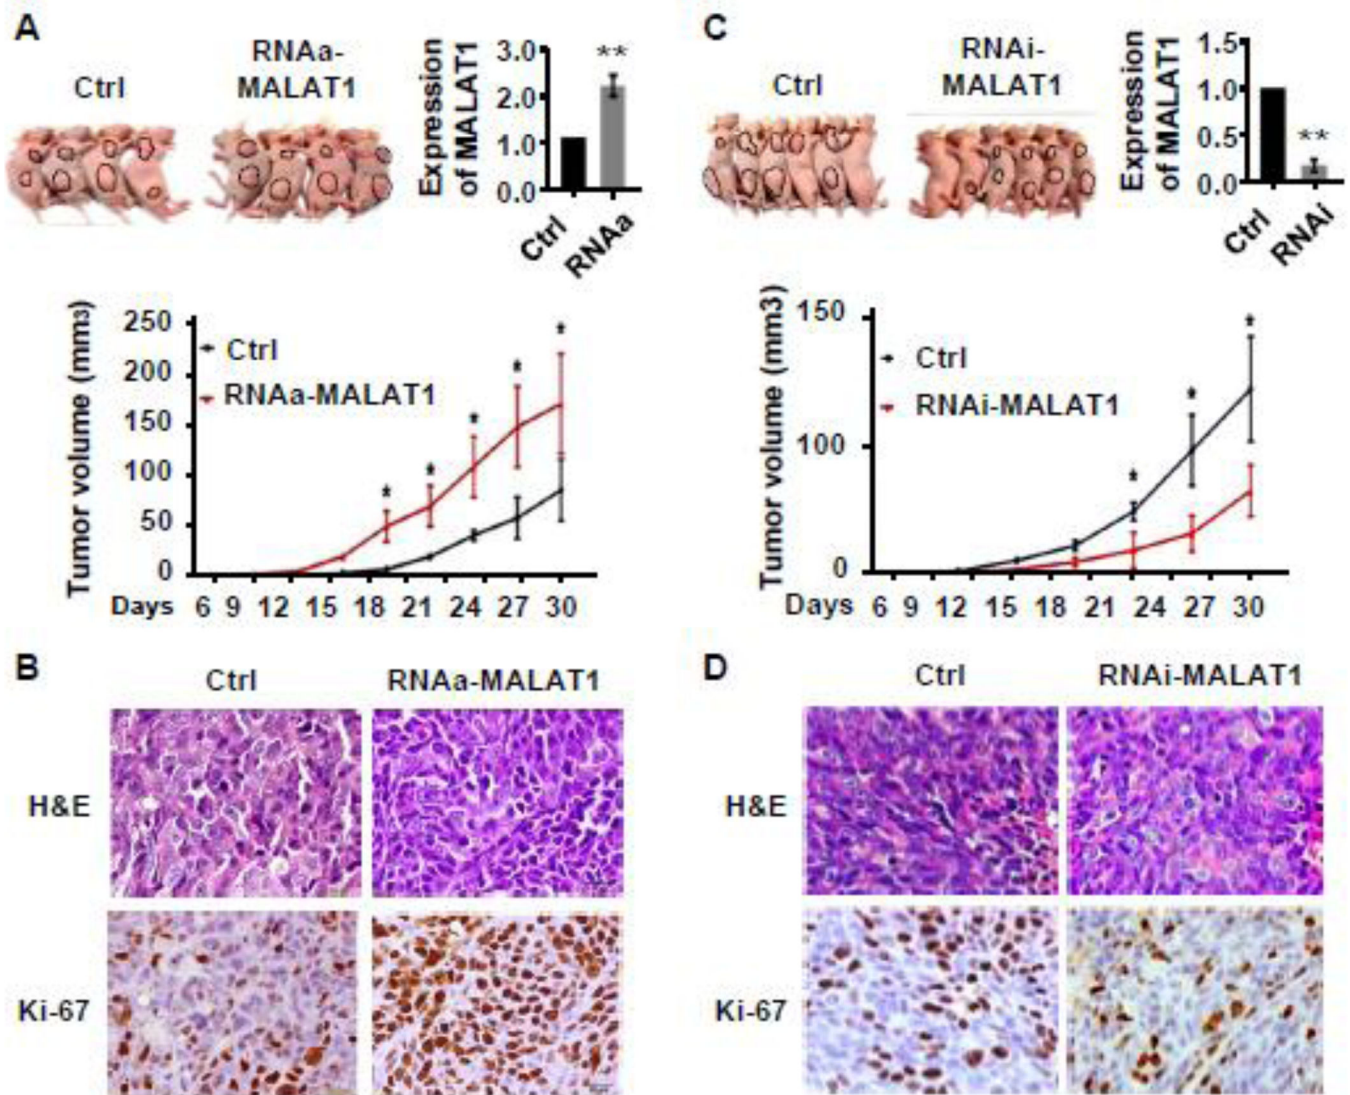 A
Ctrl
RNAa-
MALAT1
Expression
of MALAT1
3.0
2.0
1.0
0.0
**
Ctrl
RNAa
Tumor volume (mm3)
250
200
150
100
50
0
Ctrl
RNAa-MALAT1
*
*
*
*
*
Days 6 9 12 15 18 21 24 27 30
C
Ctrl
RNAi-
MALAT1
Expression
of MALAT1
1.5
1.0
0.5
0.0
**
Ctrl
RNAi
Tumor volume (mm3)
150
100
0
Ctrl
RNAi-MALAT1
*
*
*
Days 6 9 12 15 18 21 24 27 30
B
Ctrl
RNAa-MALAT1
H&E
Ki-67
D
Ctrl
RNAi-MALAT1
H&E
Ki-67